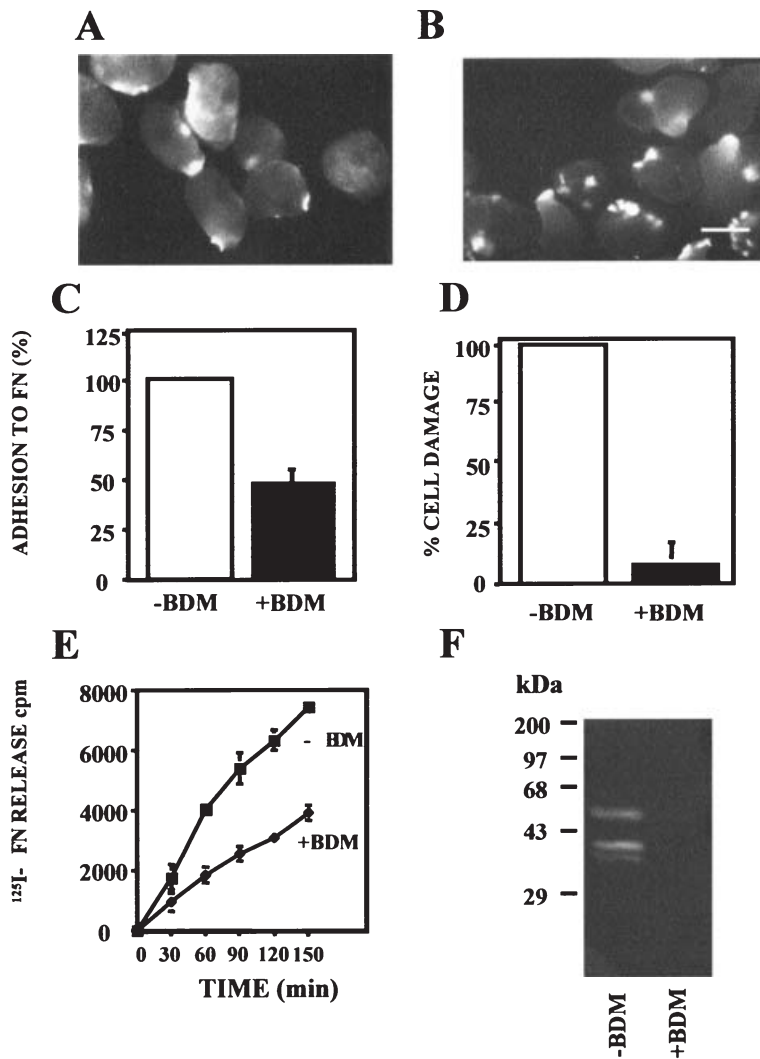 A
B
C
ADHESION TO FN (%)
125
100
75
50
25
0
-BDM +BDM
D
% CELL DAMAGE
100
75
50
25
0
-BDM +BDM
E
¹²⁵I- FN RELEASE cpm
8000
6000
4000
2000
0
- BDM
+BDM
0 30 60 90 120 150
TIME (min)
F
kDa
200
97
68
43
29
-BDM
+BDM